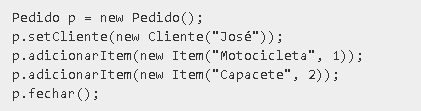 Pedido p = new Pedido();
p.setCliente(new Cliente("José"));
p.adicionarItem(new Item("Motocicleta", 1));
p.adicionarItem(new Item("Capacete", 2));
p.fechar();